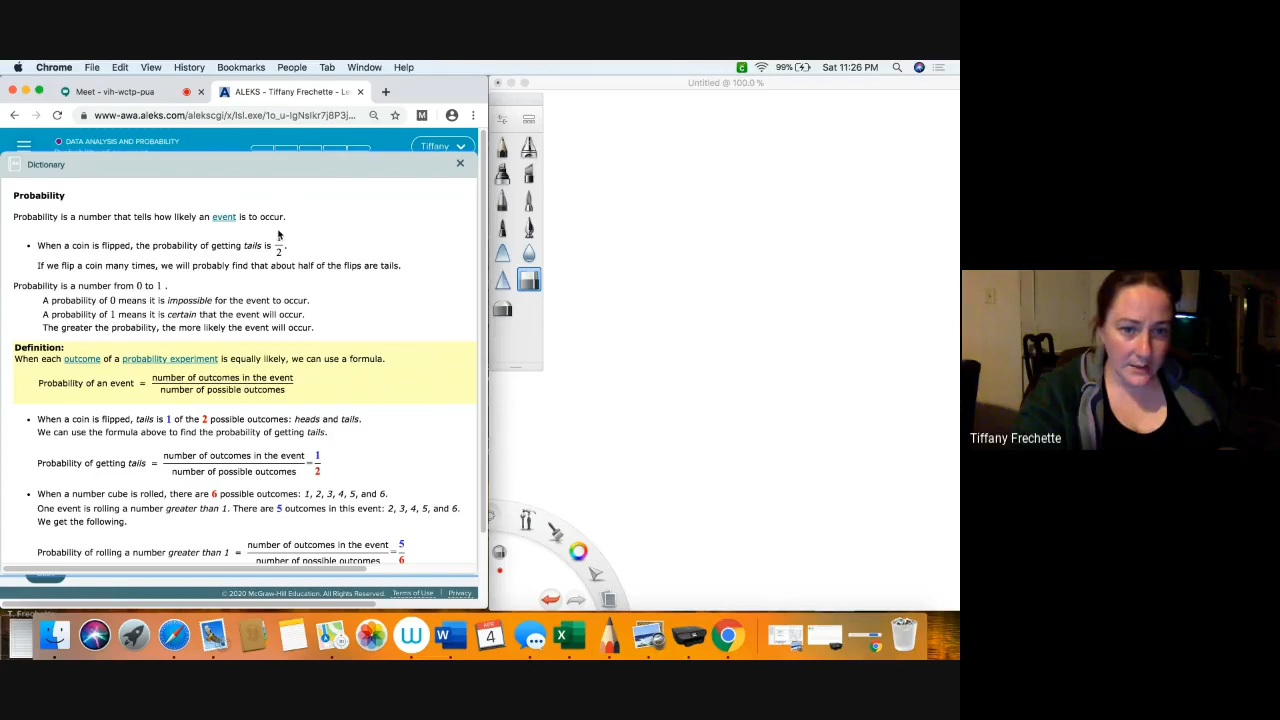 Chrome File Edit View History Bookmarks People Tab Window Help
99% Sat 11:26 PM
Meet - vih-wctp-pua
ALEKS - Tiffany Frechette - Le
www-awa.aleks.com/alekscgi/x/lsl.exe/1o_u-IgNsIkr7j8P3j...
Untitled @ 100.0 %
DATA ANALYSIS AND PROBABILITY
Tiffany
Dictionary
Probability
Probability is a number that tells how likely an event is to occur.
• When a coin is flipped, the probability of getting tails is 1/2.
If we flip a coin many times, we will probably find that about half of the flips are tails.
Probability is a number from 0 to 1 .
A probability of 0 means it is impossible for the event to occur.
A probability of 1 means it is certain that the event will occur.
The greater the probability, the more likely the event will occur.
Definition:
When each outcome of a probability experiment is equally likely, we can use a formula.
Probability of an event = number of outcomes in the event
number of possible outcomes
• When a coin is flipped, tails is 1 of the 2 possible outcomes: heads and tails.
We can use the formula above to find the probability of getting tails.
Probability of getting tails = number of outcomes in the event = 1
number of possible outcomes 2
• When a number cube is rolled, there are 6 possible outcomes: 1, 2, 3, 4, 5, and 6.
One event is rolling a number greater than 1. There are 5 outcomes in this event: 2, 3, 4, 5, and 6.
We get the following.
Probability of rolling a number greater than 1 = number of outcomes in the event = 5
number of possible outcomes 6
© 2020 McGraw-Hill Education. All Rights Reserved. Terms of Use | Privacy
APR
4
Tiffany Frechette